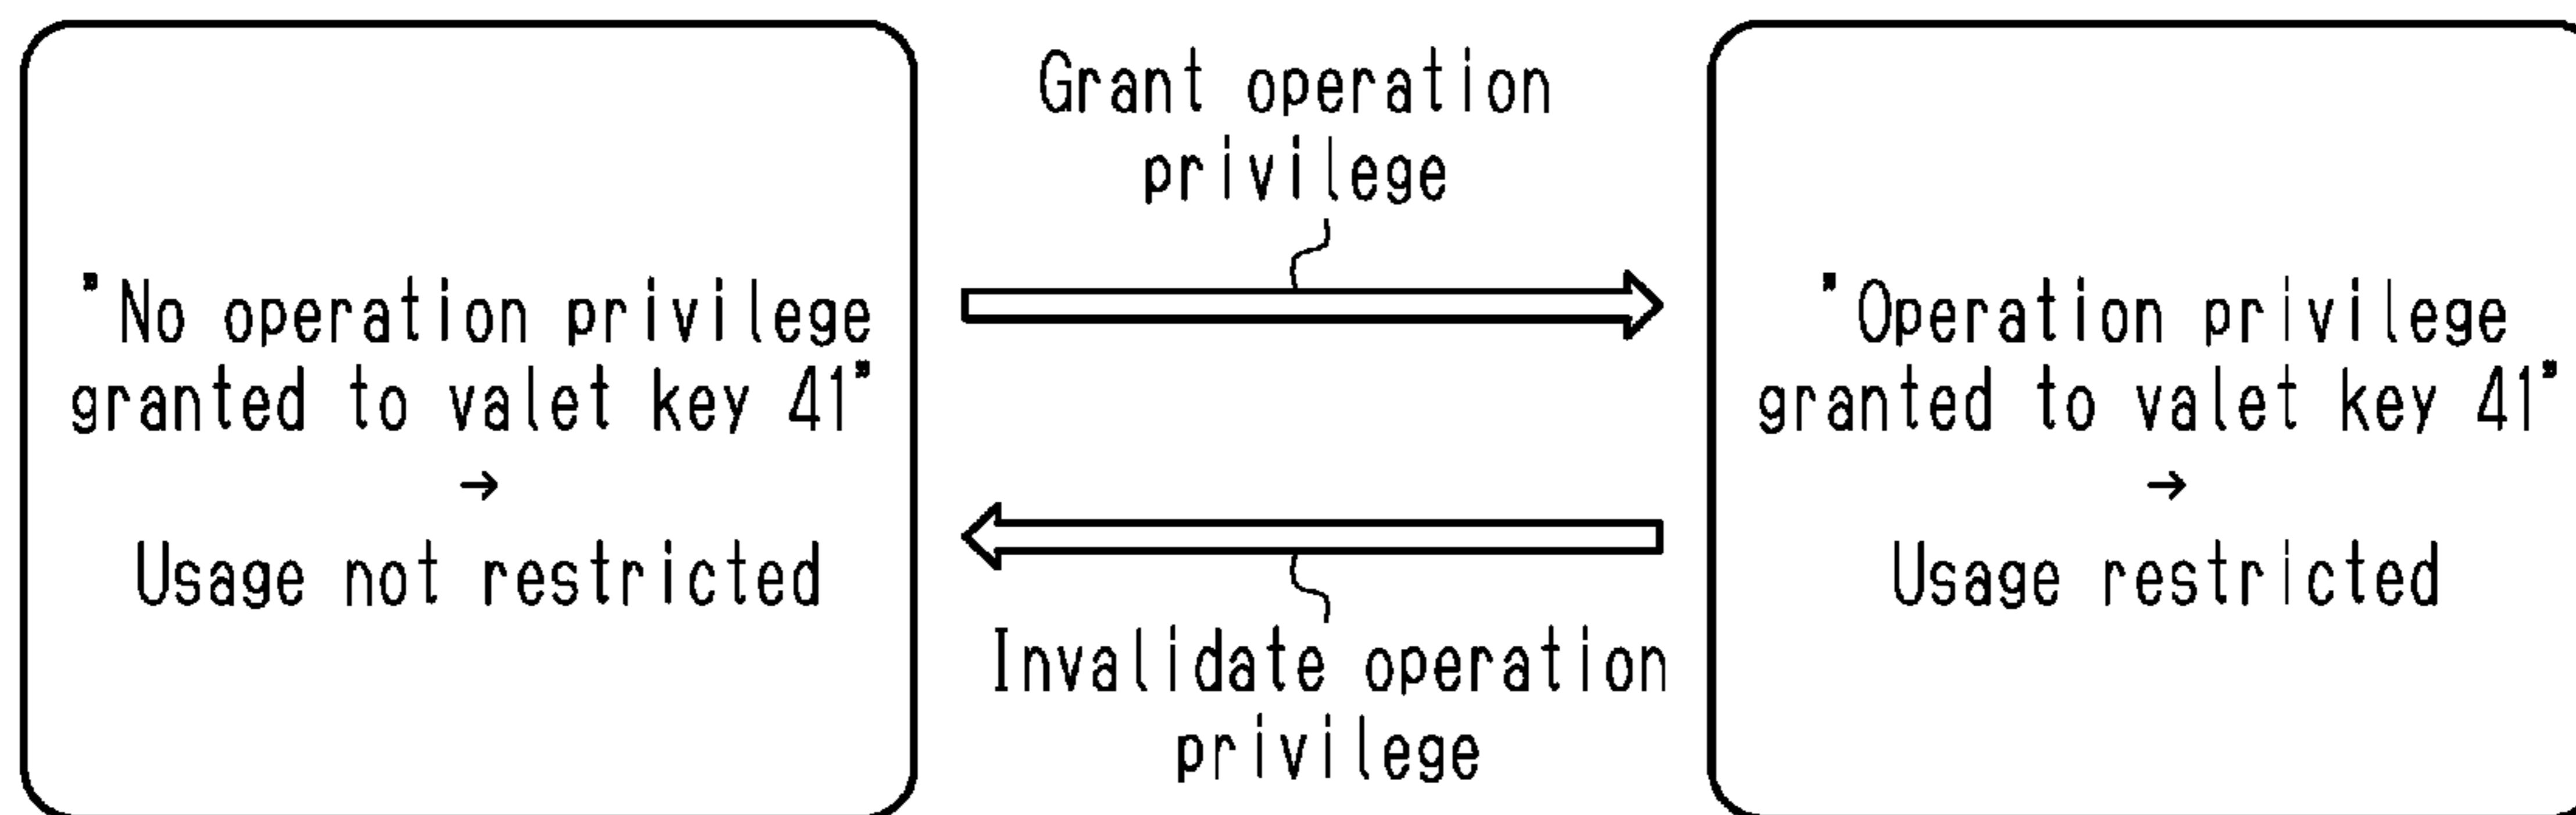 "No operation privilege
granted to valet key 41"
→
Usage not restricted
Grant operation
privilege
Invalidate operation
privilege
"Operation privilege
granted to valet key 41"
→
Usage restricted